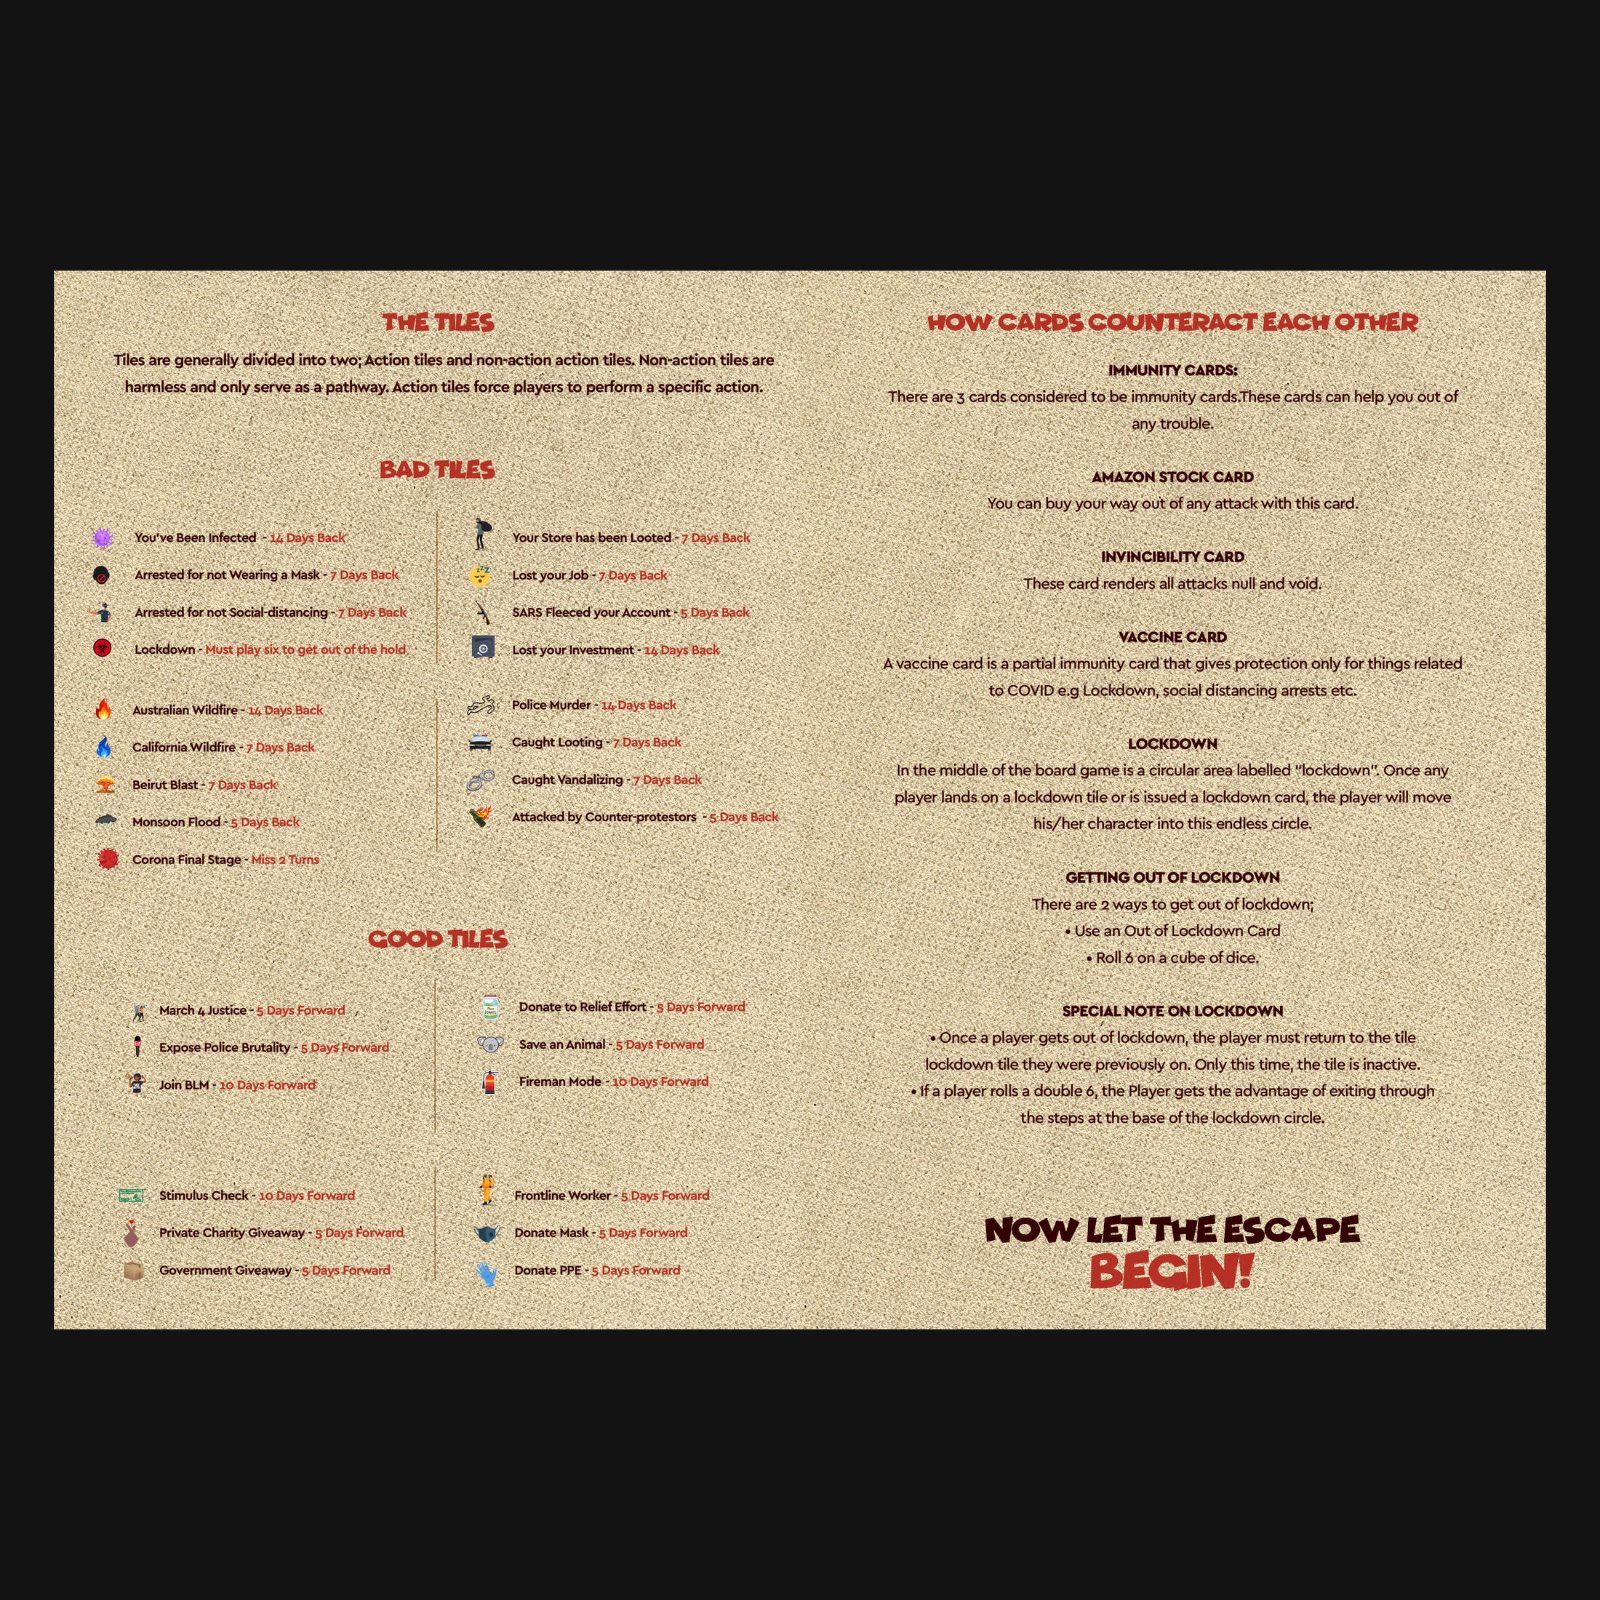 THE TILES
Tiles are generally divided into two; Action tiles and non-action action tiles. Non-action tiles are
harmless and only serve as a pathway. Action tiles force players to perform a specific action.
BAD TILES
You've Been Infected - 14 Days Back
Arrested for not Wearing a Mask - 7 Days Back
Arrested for not Social-distancing - 7 Days Back
Lockdown - Must play six to get out of the hold
Your Store has been Looted - 7 Days Back
Lost your Job - 7 Days Back
SARS Fleeced your Account - 5 Days Back
Lost your Investment - 14 Days Back
Australian Wildfire - 14 Days Back
California Wildfire - 7 Days Back
Beirut Blast - 7 Days Back
Monsoon Flood - 5 Days Back
Corona Final Stage - Miss 2 Turns
Police Murder - 14 Days Back
Caught Looting - 7 Days Back
Caught Vandalizing - 7 Days Back
Attacked by Counter-protestors - 5 Days Back
GOOD TILES
March 4 Justice - 5 Days Forward
Expose Police Brutality - 5 Days Forward
Join BLM - 10 Days Forward
Donate to Relief Effort - 5 Days Forward
Save an Animal - 5 Days Forward
Fireman Mode - 10 Days Forward
Stimulus Check - 10 Days Forward
Private Charity Giveaway - 5 Days Forward
Government Giveaway - 5 Days Forward
Frontline Worker - 5 Days Forward
Donate Mask - 5 Days Forward
Donate PPE - 5 Days Forward
HOW CARDS COUNTERACT EACH OTHER
IMMUNITY CARDS:
There are 3 cards considered to be immunity cards.These cards can help you out of
any trouble.
AMAZON STOCK CARD
You can buy your way out of any attack with this card.
INVINCIBILITY CARD
These card renders all attacks null and void.
VACCINE CARD
A vaccine card is a partial immunity card that gives protection only for things related
to COVID e.g Lockdown, social distancing arrests etc.
LOCKDOWN
In the middle of the board game is a circular area labelled "lockdown". Once any
player lands on a lockdown tile or is issued a lockdown card, the player will move
his/her character into this endless circle.
GETTING OUT OF LOCKDOWN
There are 2 ways to get out of lockdown;
• Use an Out of Lockdown Card
• Roll 6 on a cube of dice.
SPECIAL NOTE ON LOCKDOWN
• Once a player gets out of lockdown, the player must return to the tile
lockdown tile they were previously on. Only this time, the tile is inactive.
• If a player rolls a double 6, the Player gets the advantage of exiting through
the steps at the base of the lockdown circle.
NOW LET THE ESCAPE
BEGIN!